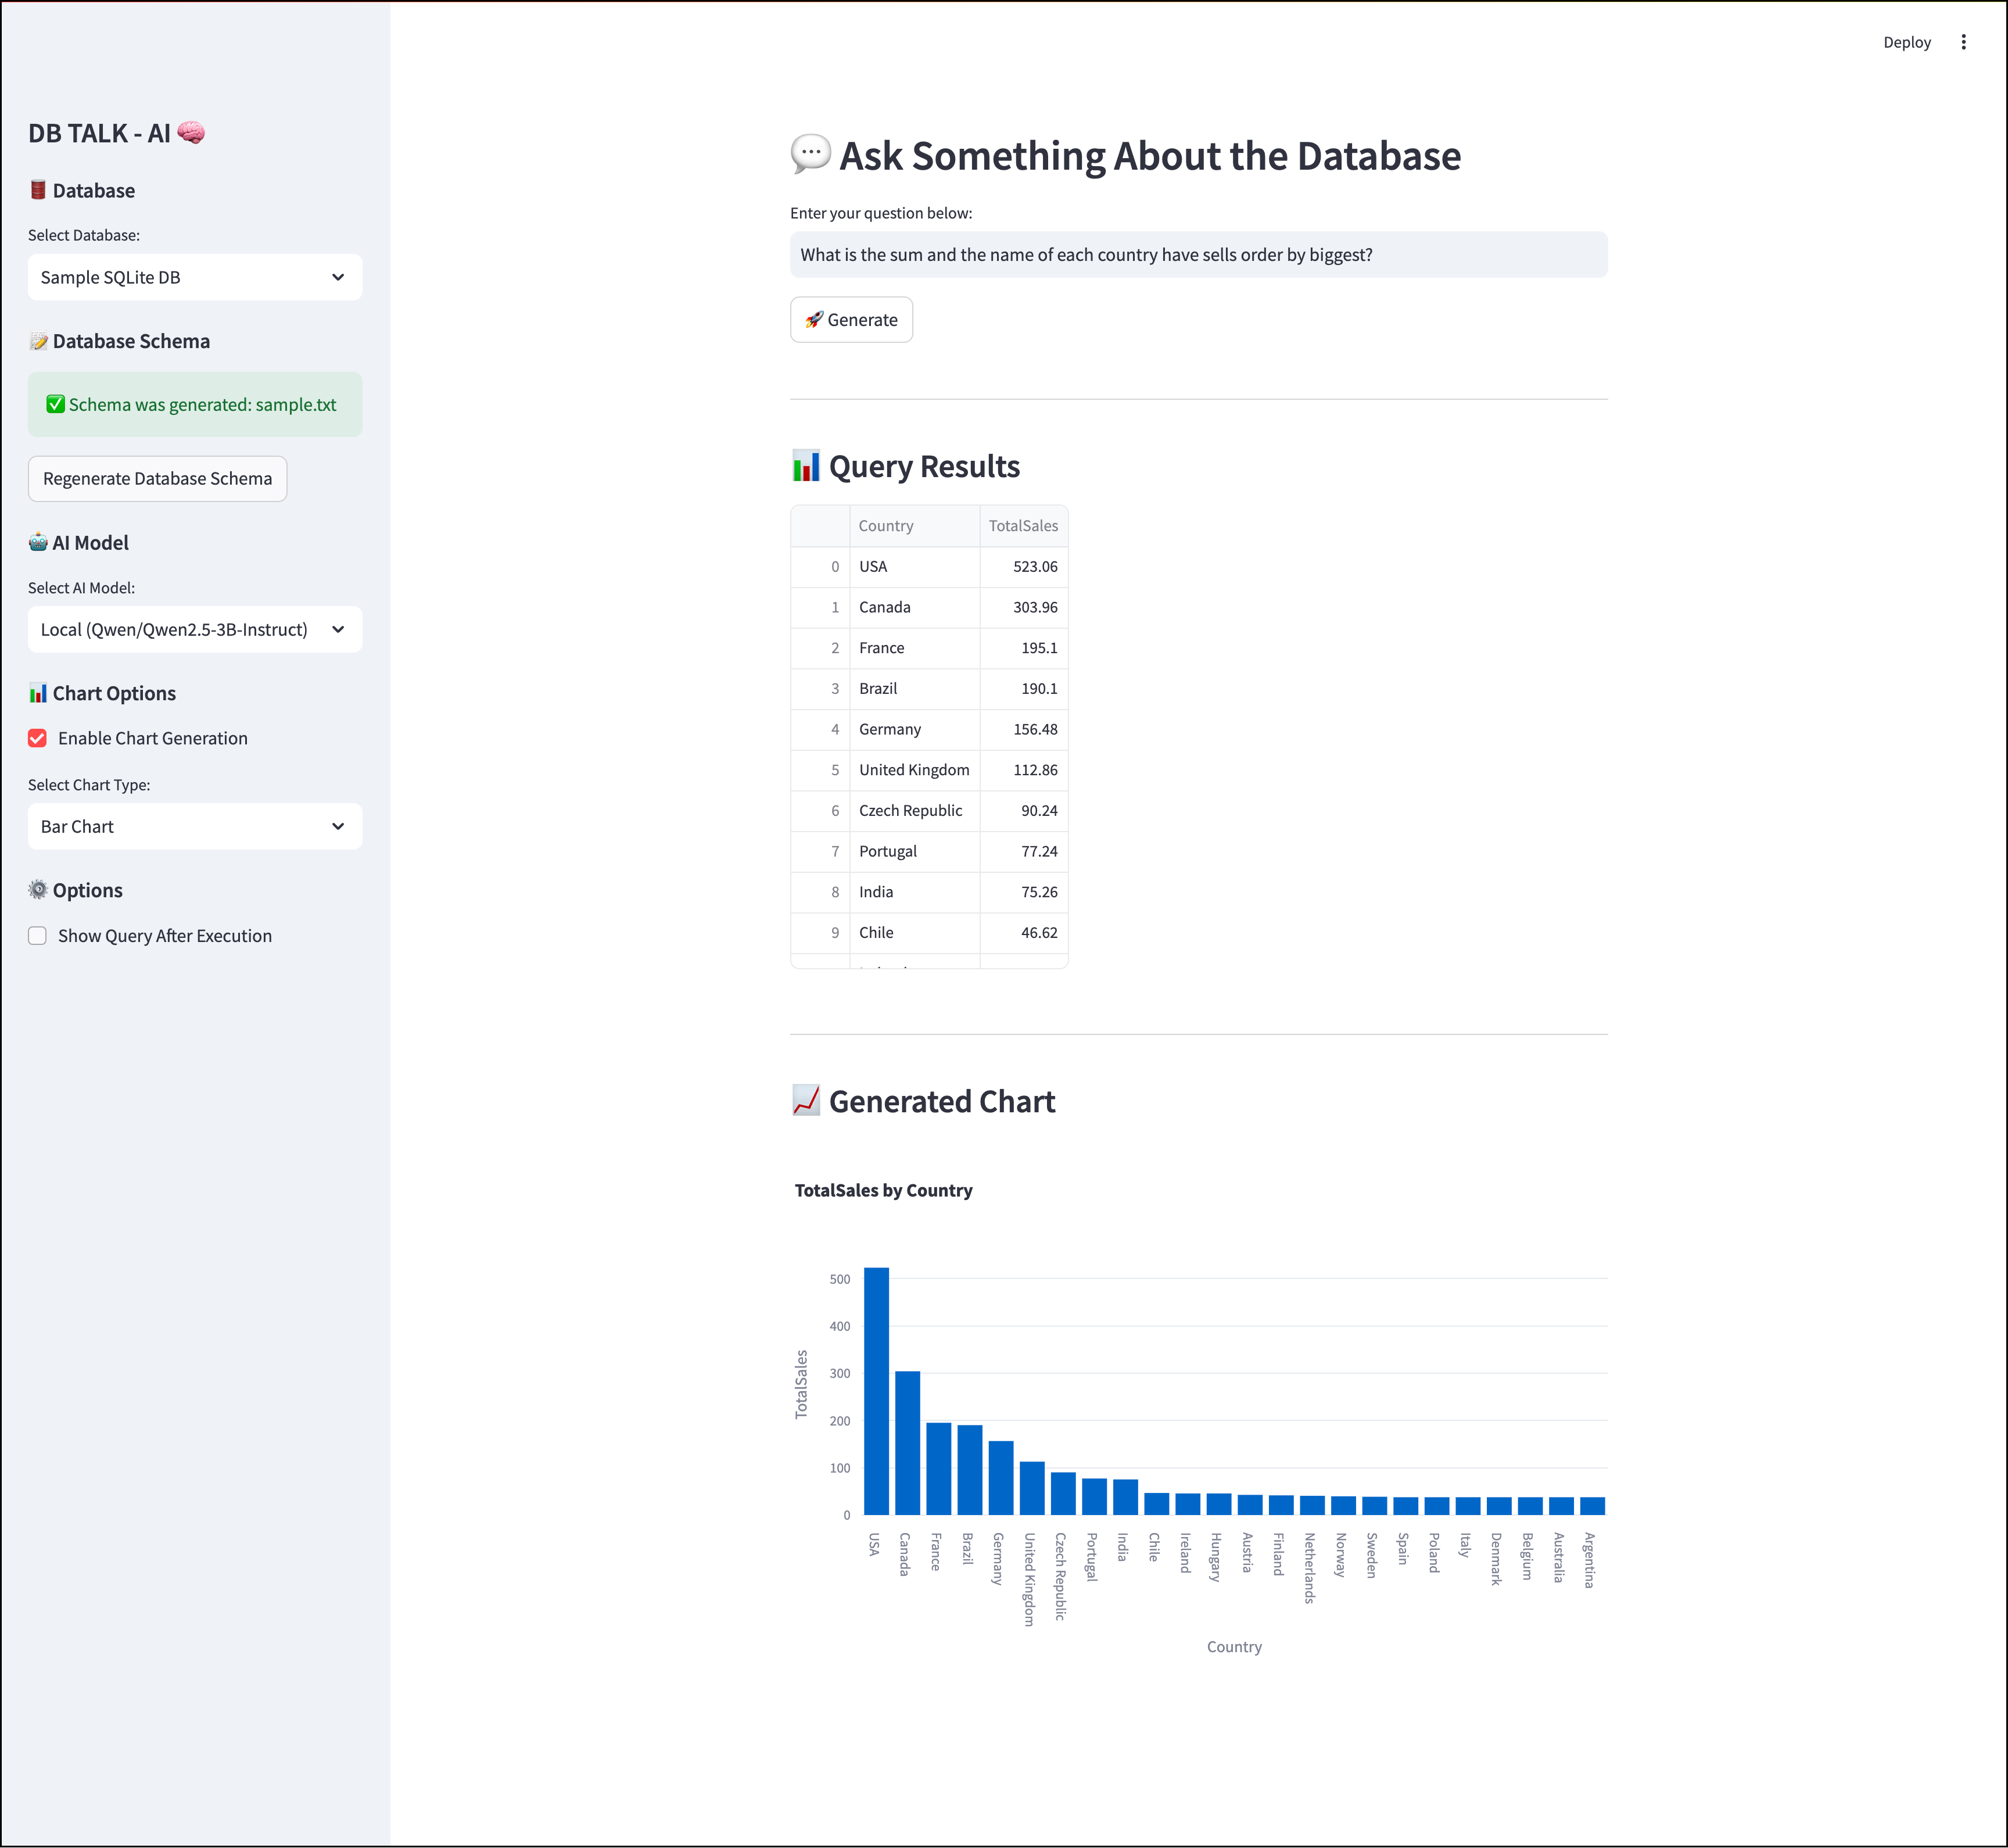 Deploy
DB TALK - AI
Database
Select Database:
Sample SQLite DB
Database Schema
Schema was generated: sample.txt
Regenerate Database Schema
AI Model
Select AI Model:
Local (Qwen/Qwen2.5-3B-Instruct)
Chart Options
Enable Chart Generation
Select Chart Type:
Bar Chart
Options
Show Query After Execution
Ask Something About the Database
Enter your question below:
What is the sum and the name of each country have sells order by biggest?
Generate
Query Results
Country TotalSales
0 USA 523.06
1 Canada 303.96
2 France 195.1
3 Brazil 190.1
4 Germany 156.48
5 United Kingdom 112.86
6 Czech Republic 90.24
7 Portugal 77.24
8 India 75.26
9 Chile 46.62
Generated Chart
TotalSales by Country
TotalSales
500
400
300
200
100
0
USA
Canada
France
Brazil
Germany
United Kingdom
Czech Republic
Portugal
India
Chile
Ireland
Hungary
Austria
Finland
Netherlands
Norway
Sweden
Spain
Poland
Italy
Denmark
Belgium
Australia
Argentina
Country